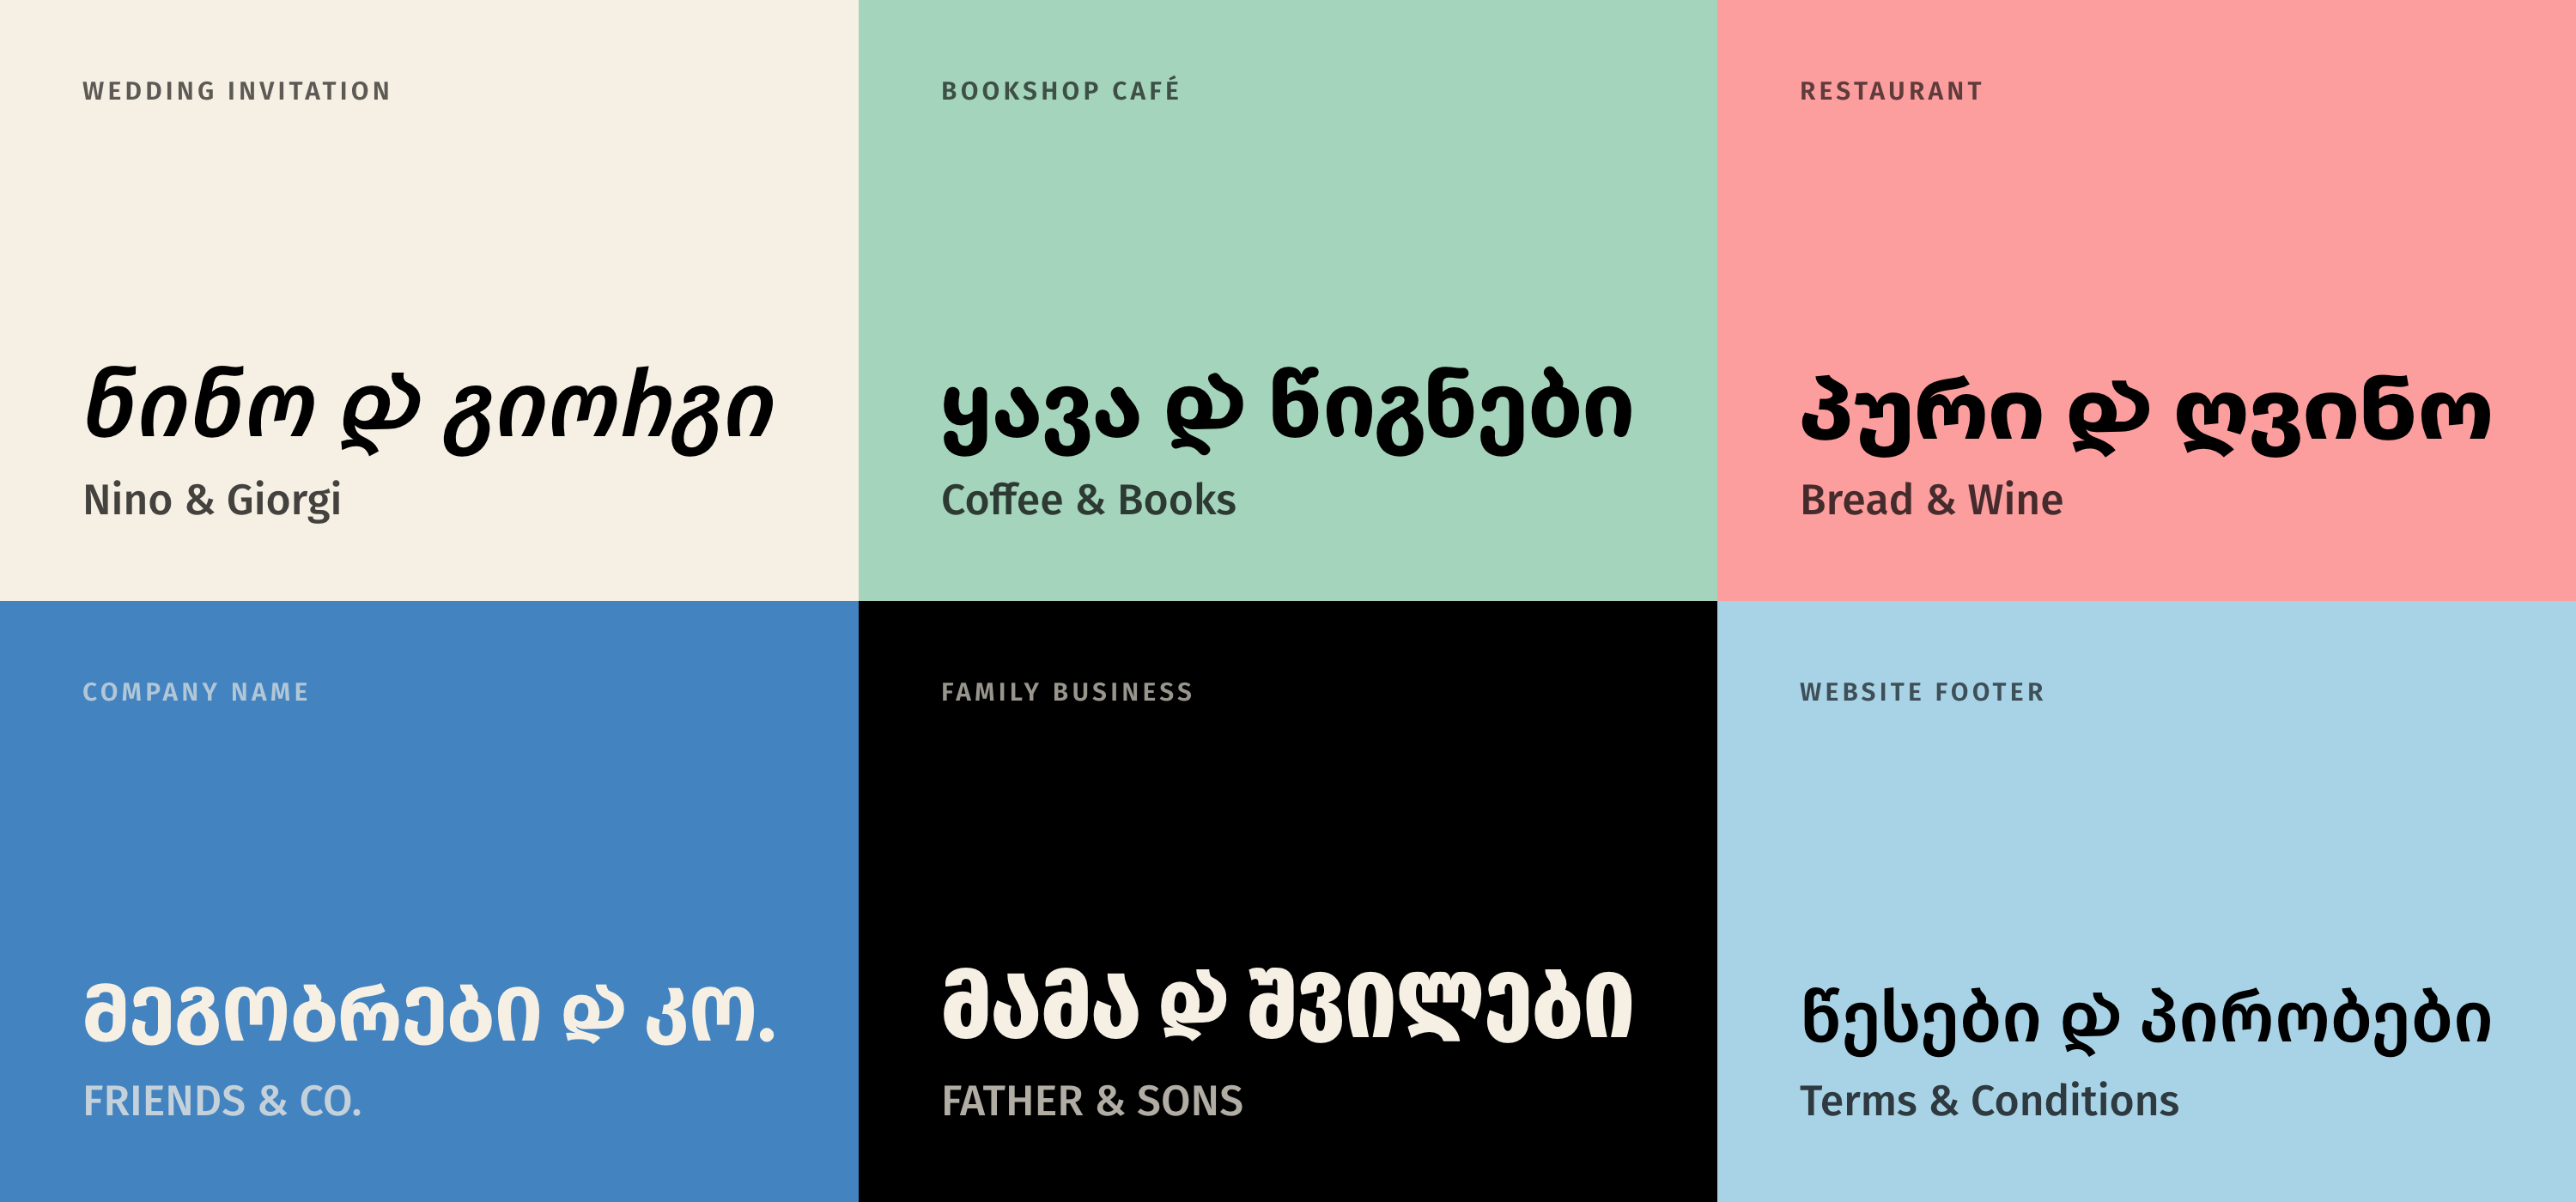 WEDDING INVITATION
ნინო და გიორგი
Nino & Giorgi
BOOKSHOP CAFÉ
ყავა და წიგნები
Coffee & Books
RESTAURANT
პური და ღვინო
Bread & Wine
COMPANY NAME
ᲛᲔᲒᲝᲑᲠᲔᲑᲘ და ᲙᲝ.
FRIENDS & CO.
FAMILY BUSINESS
ᲛᲐᲛᲐ და ᲨᲕᲘᲚᲔᲑᲘ
FATHER & SONS
WEBSITE FOOTER
წესები და პირობები
Terms & Conditions